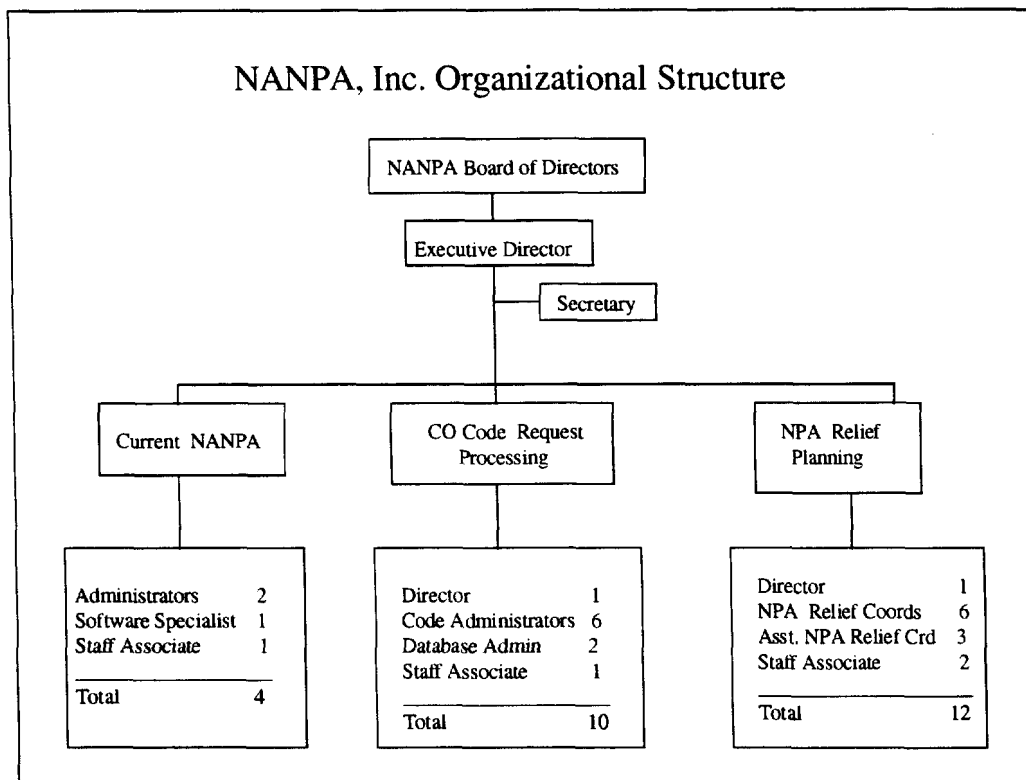 NANPA, Inc. Organizational Structure
NANPA Board of Directors
Executive Director
Secretary
Current NANPA
CO Code Request
Processing
NPA Relief
Planning
Administrators 2
Software Specialist 1
Staff Associate 1
Total 4
Director 1
Code Administrators 6
Database Admin 2
Staff Associate 1
Total 10
Director 1
NPA Relief Coords 6
Asst. NPA Relief Crd 3
Staff Associate 2
Total 12